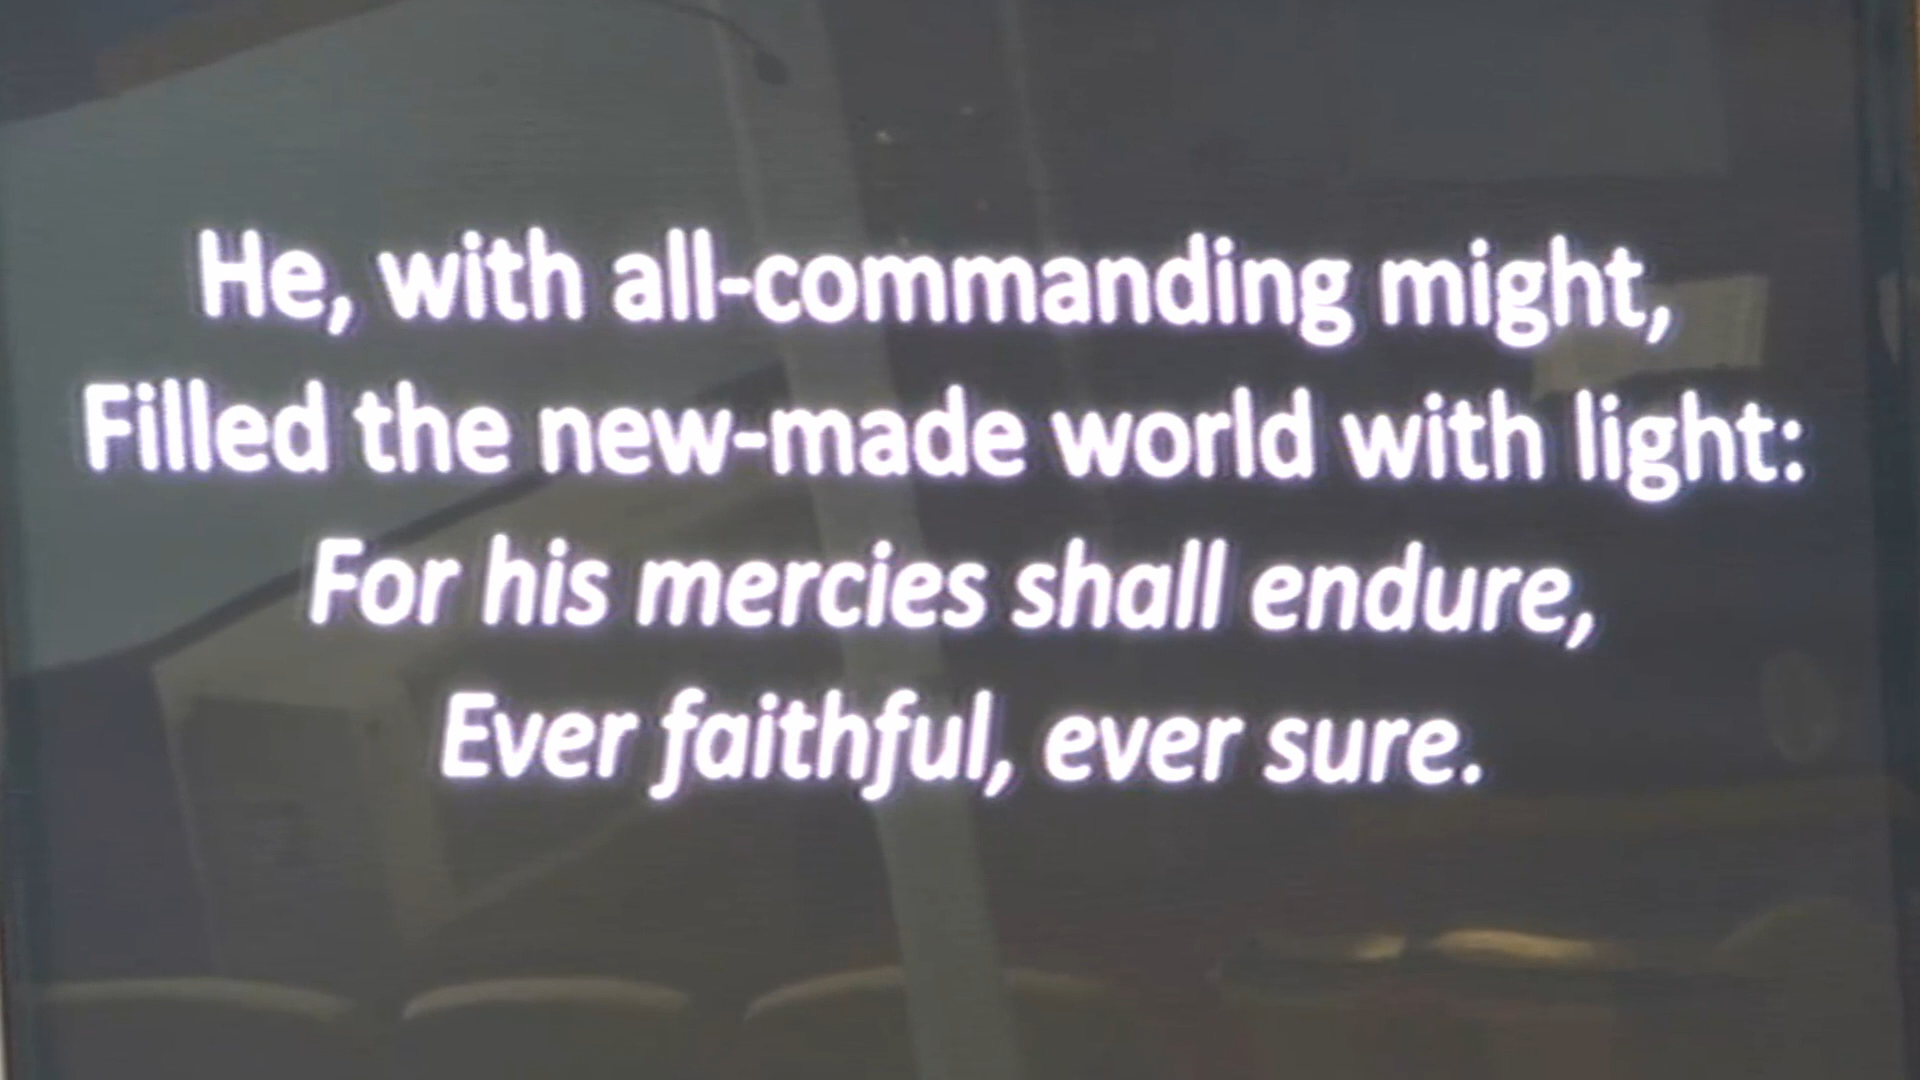 He, with all-commanding might,
Filled the new-made world with light:
For his mercies shall endure,
Ever faithful, ever sure.